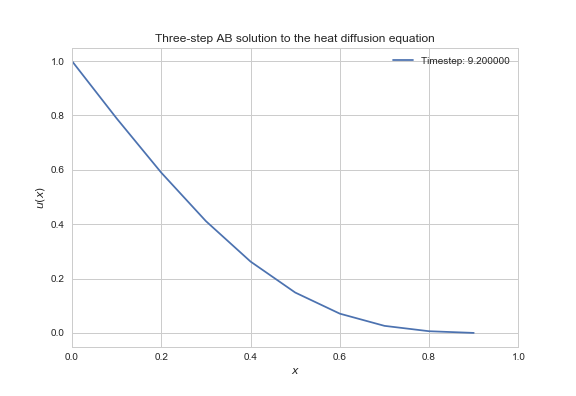 Three-step AB solution to the heat diffusion equation
Timestep: 9.200000
1.0
0.8
0.6
0.4
0.2
0.0
u(x)
0.0 0.2 0.4 0.6 0.8 1.0
x